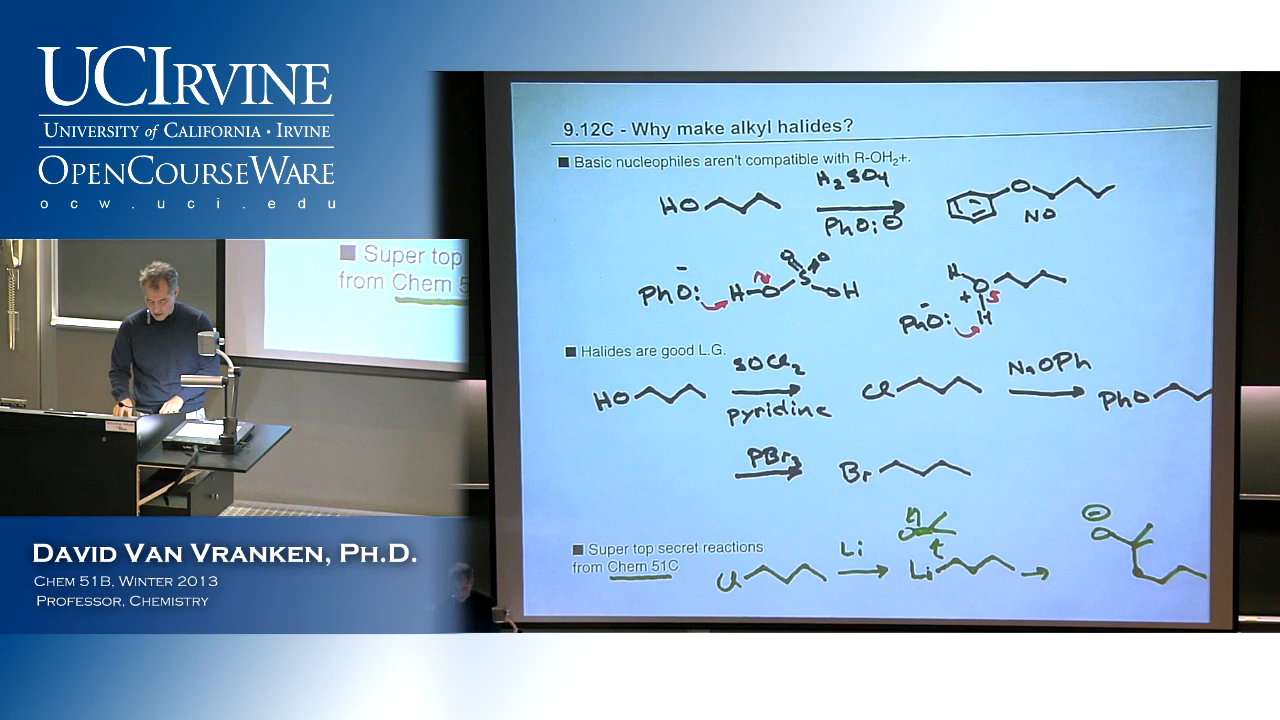 UCIRVINE
UNIVERSITY of CALIFORNIA · IRVINE
OPENCOURSEWARE
ocw.uci.edu
Super top
from Chem 5
DAVID VAN VRANKEN, PH.D.
CHEM 51B, WINTER 2013
PROFESSOR, CHEMISTRY
9.12C - Why make alkyl halides?
Basic nucleophiles aren't compatible with R-OH2+.
HO
H2SO4
PhO:⊖
O
NO
PhO:-
H-O
S
O
O
OH
H
O
+
H
PhO:-
Halides are good L.G.
HO
SOCl2
pyridine
Cl
NaOPh
PhO
PBr3
Br
Super top secret reactions
from Chem 51C
Cl
Li
Li
O
⊖
O